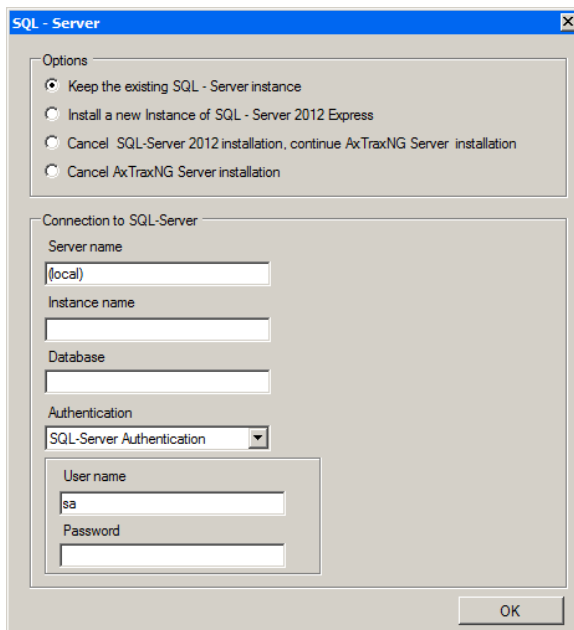 SQL - Server
Options
Keep the existing SQL - Server instance
Install a new Instance of SQL - Server 2012 Express
Cancel SQL-Server 2012 installation, continue AxTraxNG Server installation
Cancel AxTraxNG Server installation
Connection to SQL-Server
Server name
(local)
Instance name
Database
Authentication
SQL-Server Authentication
User name
sa
Password
OK